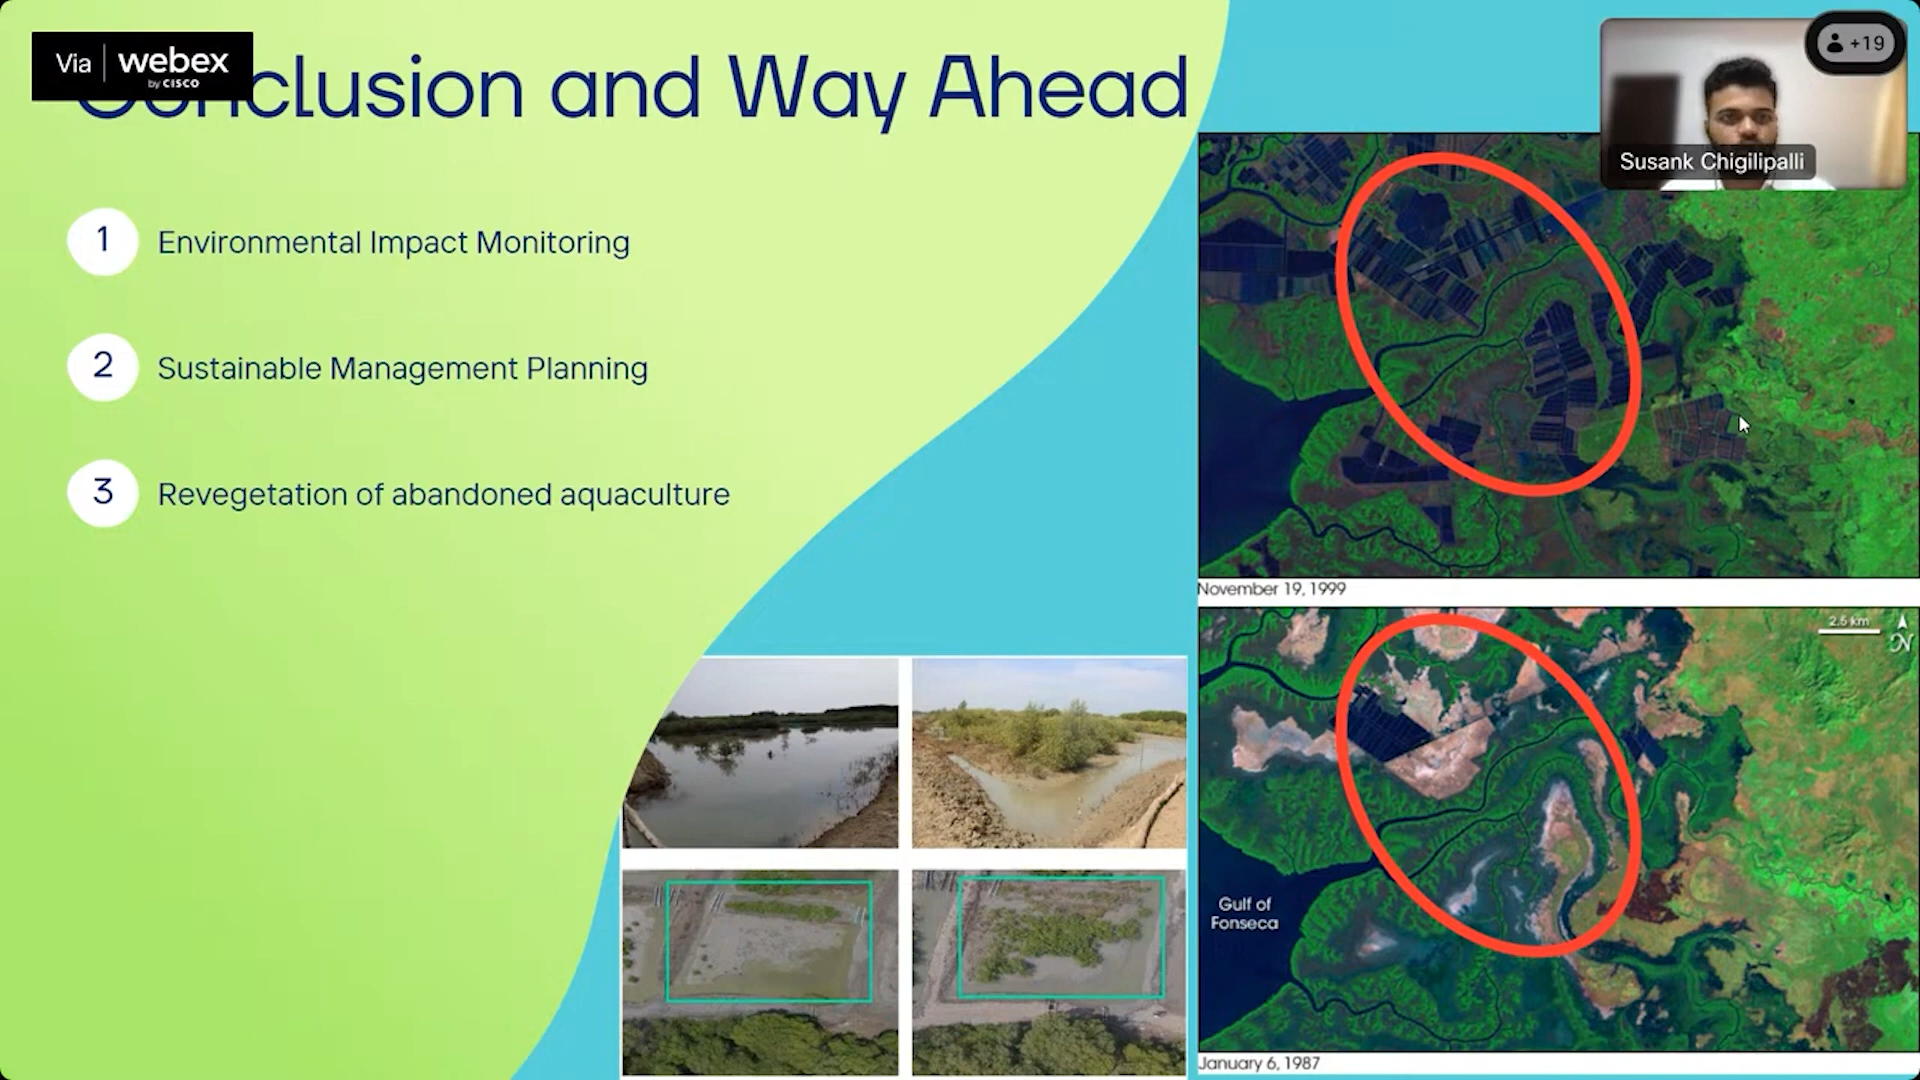 Via webex
by CISCO
Conclusion and Way Ahead
+19
Susank Chigilipalli
1 Environmental Impact Monitoring
2 Sustainable Management Planning
3 Revegetation of abandoned aquaculture
November 19, 1999
2.5 km
N
Gulf of
Fonseca
January 6, 1987